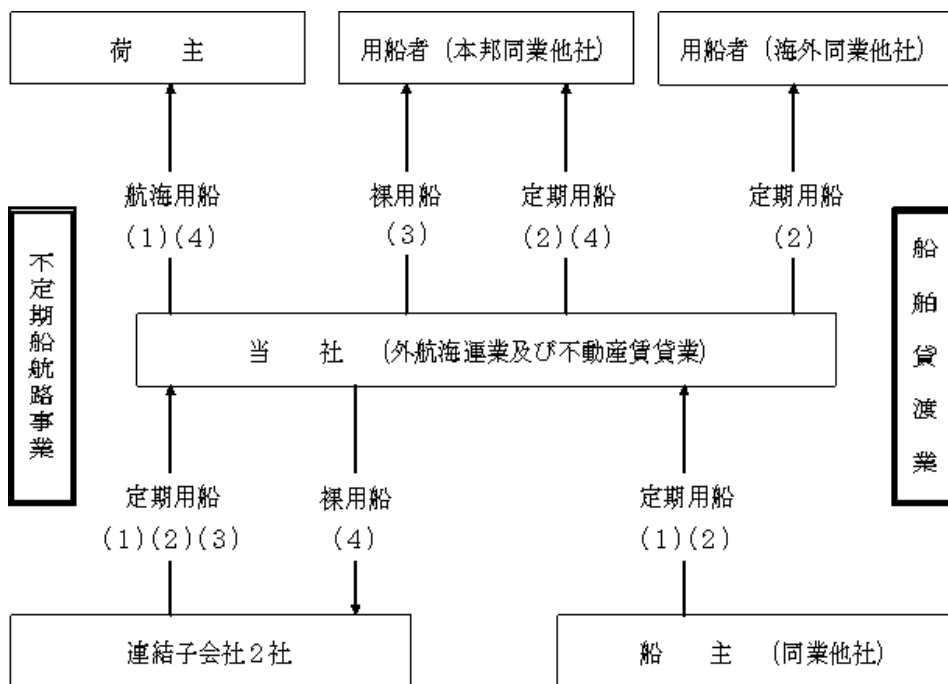 荷　主
用船者（本邦同業他社）
用船者（海外同業他社）
航海用船
(1)(4)
裸用船
(3)
定期用船
(2)(4)
定期用船
(2)
不定期船航路事業
船舶貸渡業
当　社　（外航海運業及び不動産賃貸業）
定期用船
(1)(2)(3)
裸用船
(4)
定期用船
(1)(2)
連結子会社２社
船　主　（同業他社）